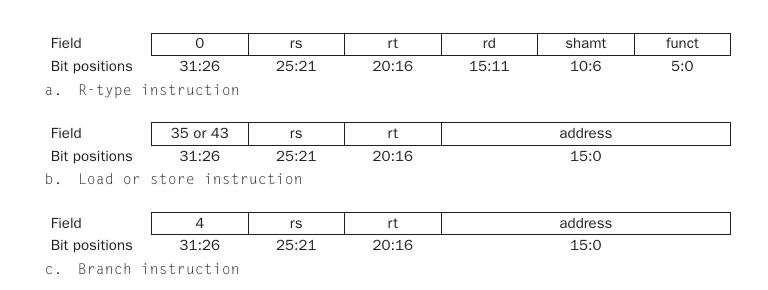 Field 0 rs rt rd shamt funct
Bit positions 31:26 25:21 20:16 15:11 10:6 5:0
a. R-type instruction
Field 35 or 43 rs rt address
Bit positions 31:26 25:21 20:16 15:0
b. Load or store instruction
Field 4 rs rt address
Bit positions 31:26 25:21 20:16 15:0
c. Branch instruction